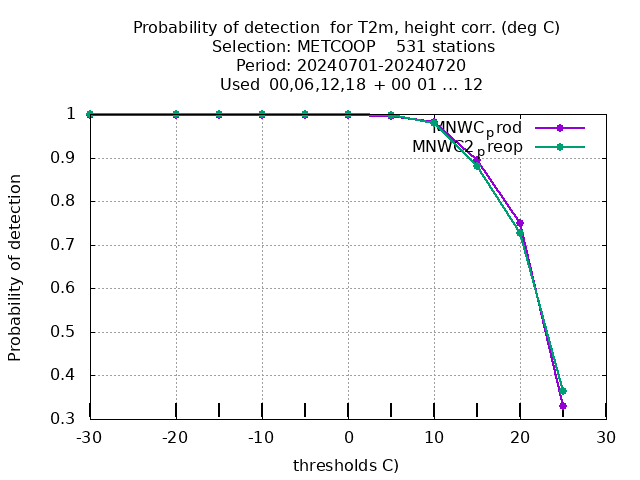 Probability of detection  for T2m, height corr. (deg C)
Selection: METCOOP    531 stations
Period: 20240701-20240720
Used  00,06,12,18 + 00 01 ... 12
MNWC_prod
MNWC2_preop
Probability of detection
1
0.9
0.8
0.7
0.6
0.5
0.4
0.3
-30 -20 -10 0 10 20 30
thresholds C)